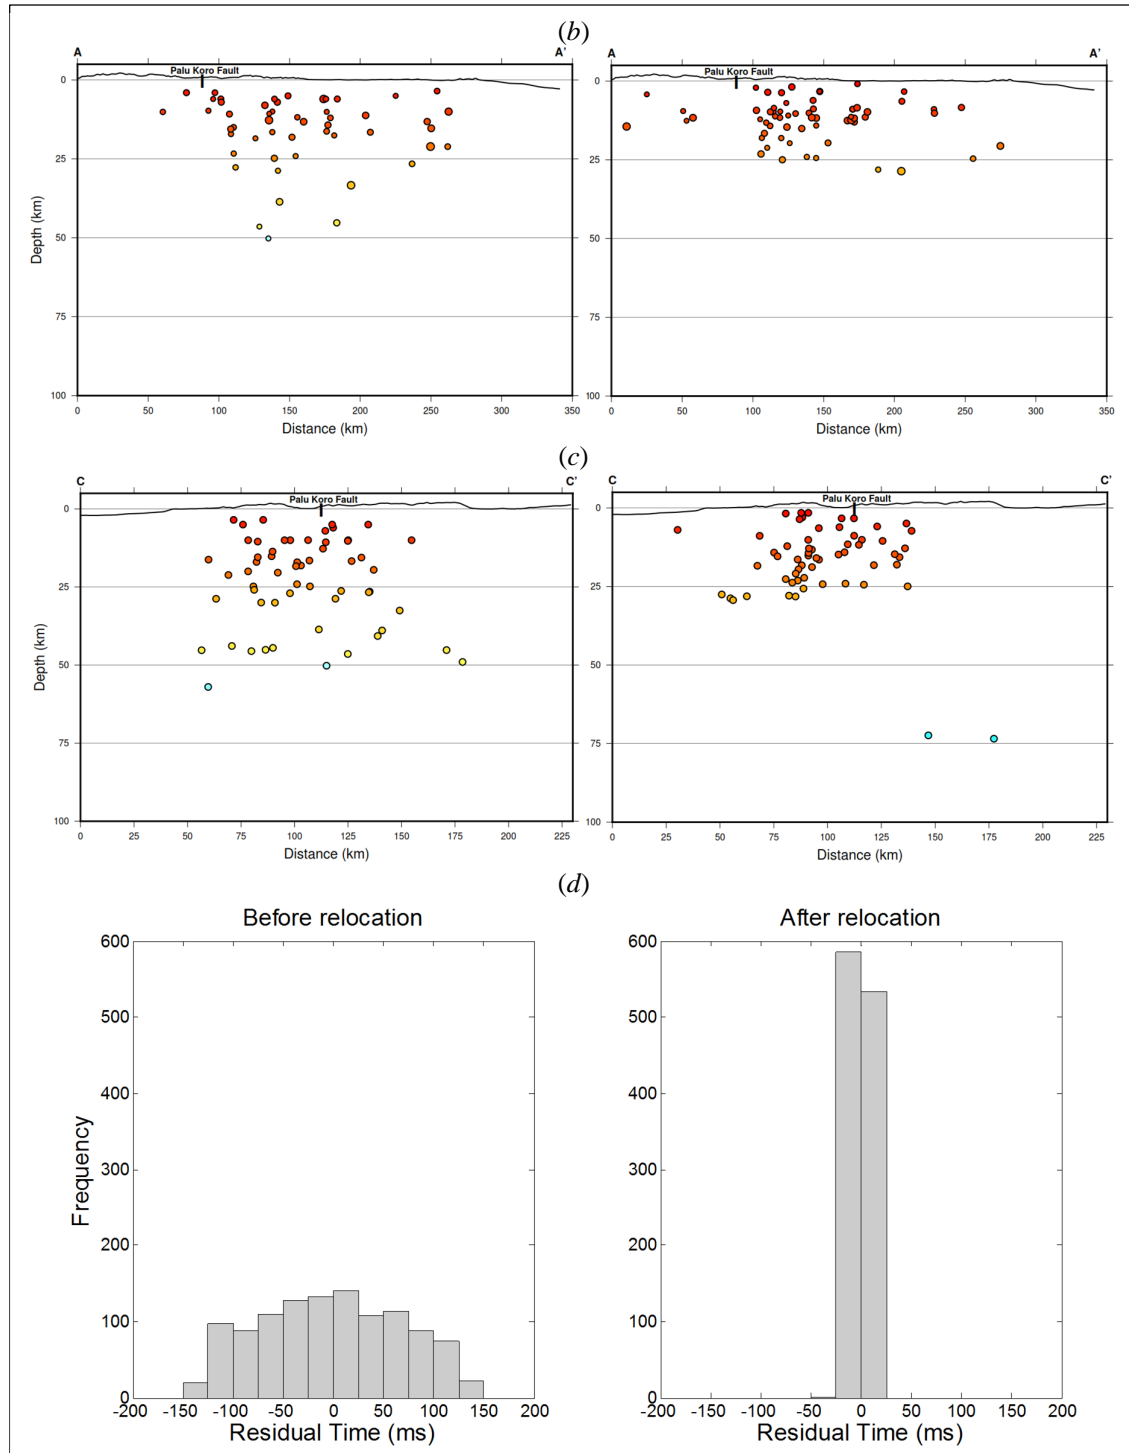 (b)
A A' A A'
Palu Koro Fault Palu Koro Fault
0 0
25 25
50 50
75 75
100 100
Depth (km)
0 50 100 150 200 250 300 350 0 50 100 150 200 250 300 350
Distance (km) Distance (km)
(c)
C C' C C'
Palu Koro Fault Palu Koro Fault
0 0
25 25
50 50
75 75
100 100
Depth (km)
0 25 50 75 100 125 150 175 200 225 0 25 50 75 100 125 150 175 200 225
Distance (km) Distance (km)
(d)
Before relocation After relocation
600 600
500 500
400 400
300 300
200 200
100 100
0 0
Frequency
-200 -150 -100 -50 0 50 100 150 200 -200 -150 -100 -50 0 50 100 150 200
Residual Time (ms) Residual Time (ms)